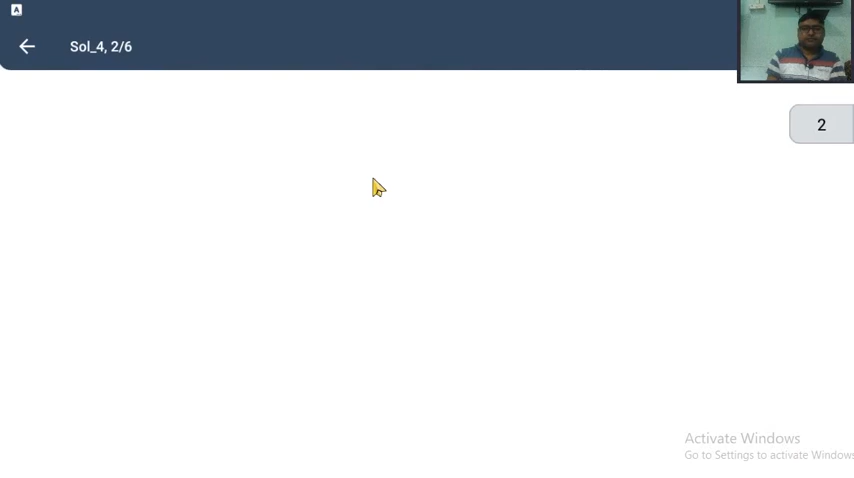 A
Sol_4, 2/6
2
Activate Windows
Go to Settings to activate Windows